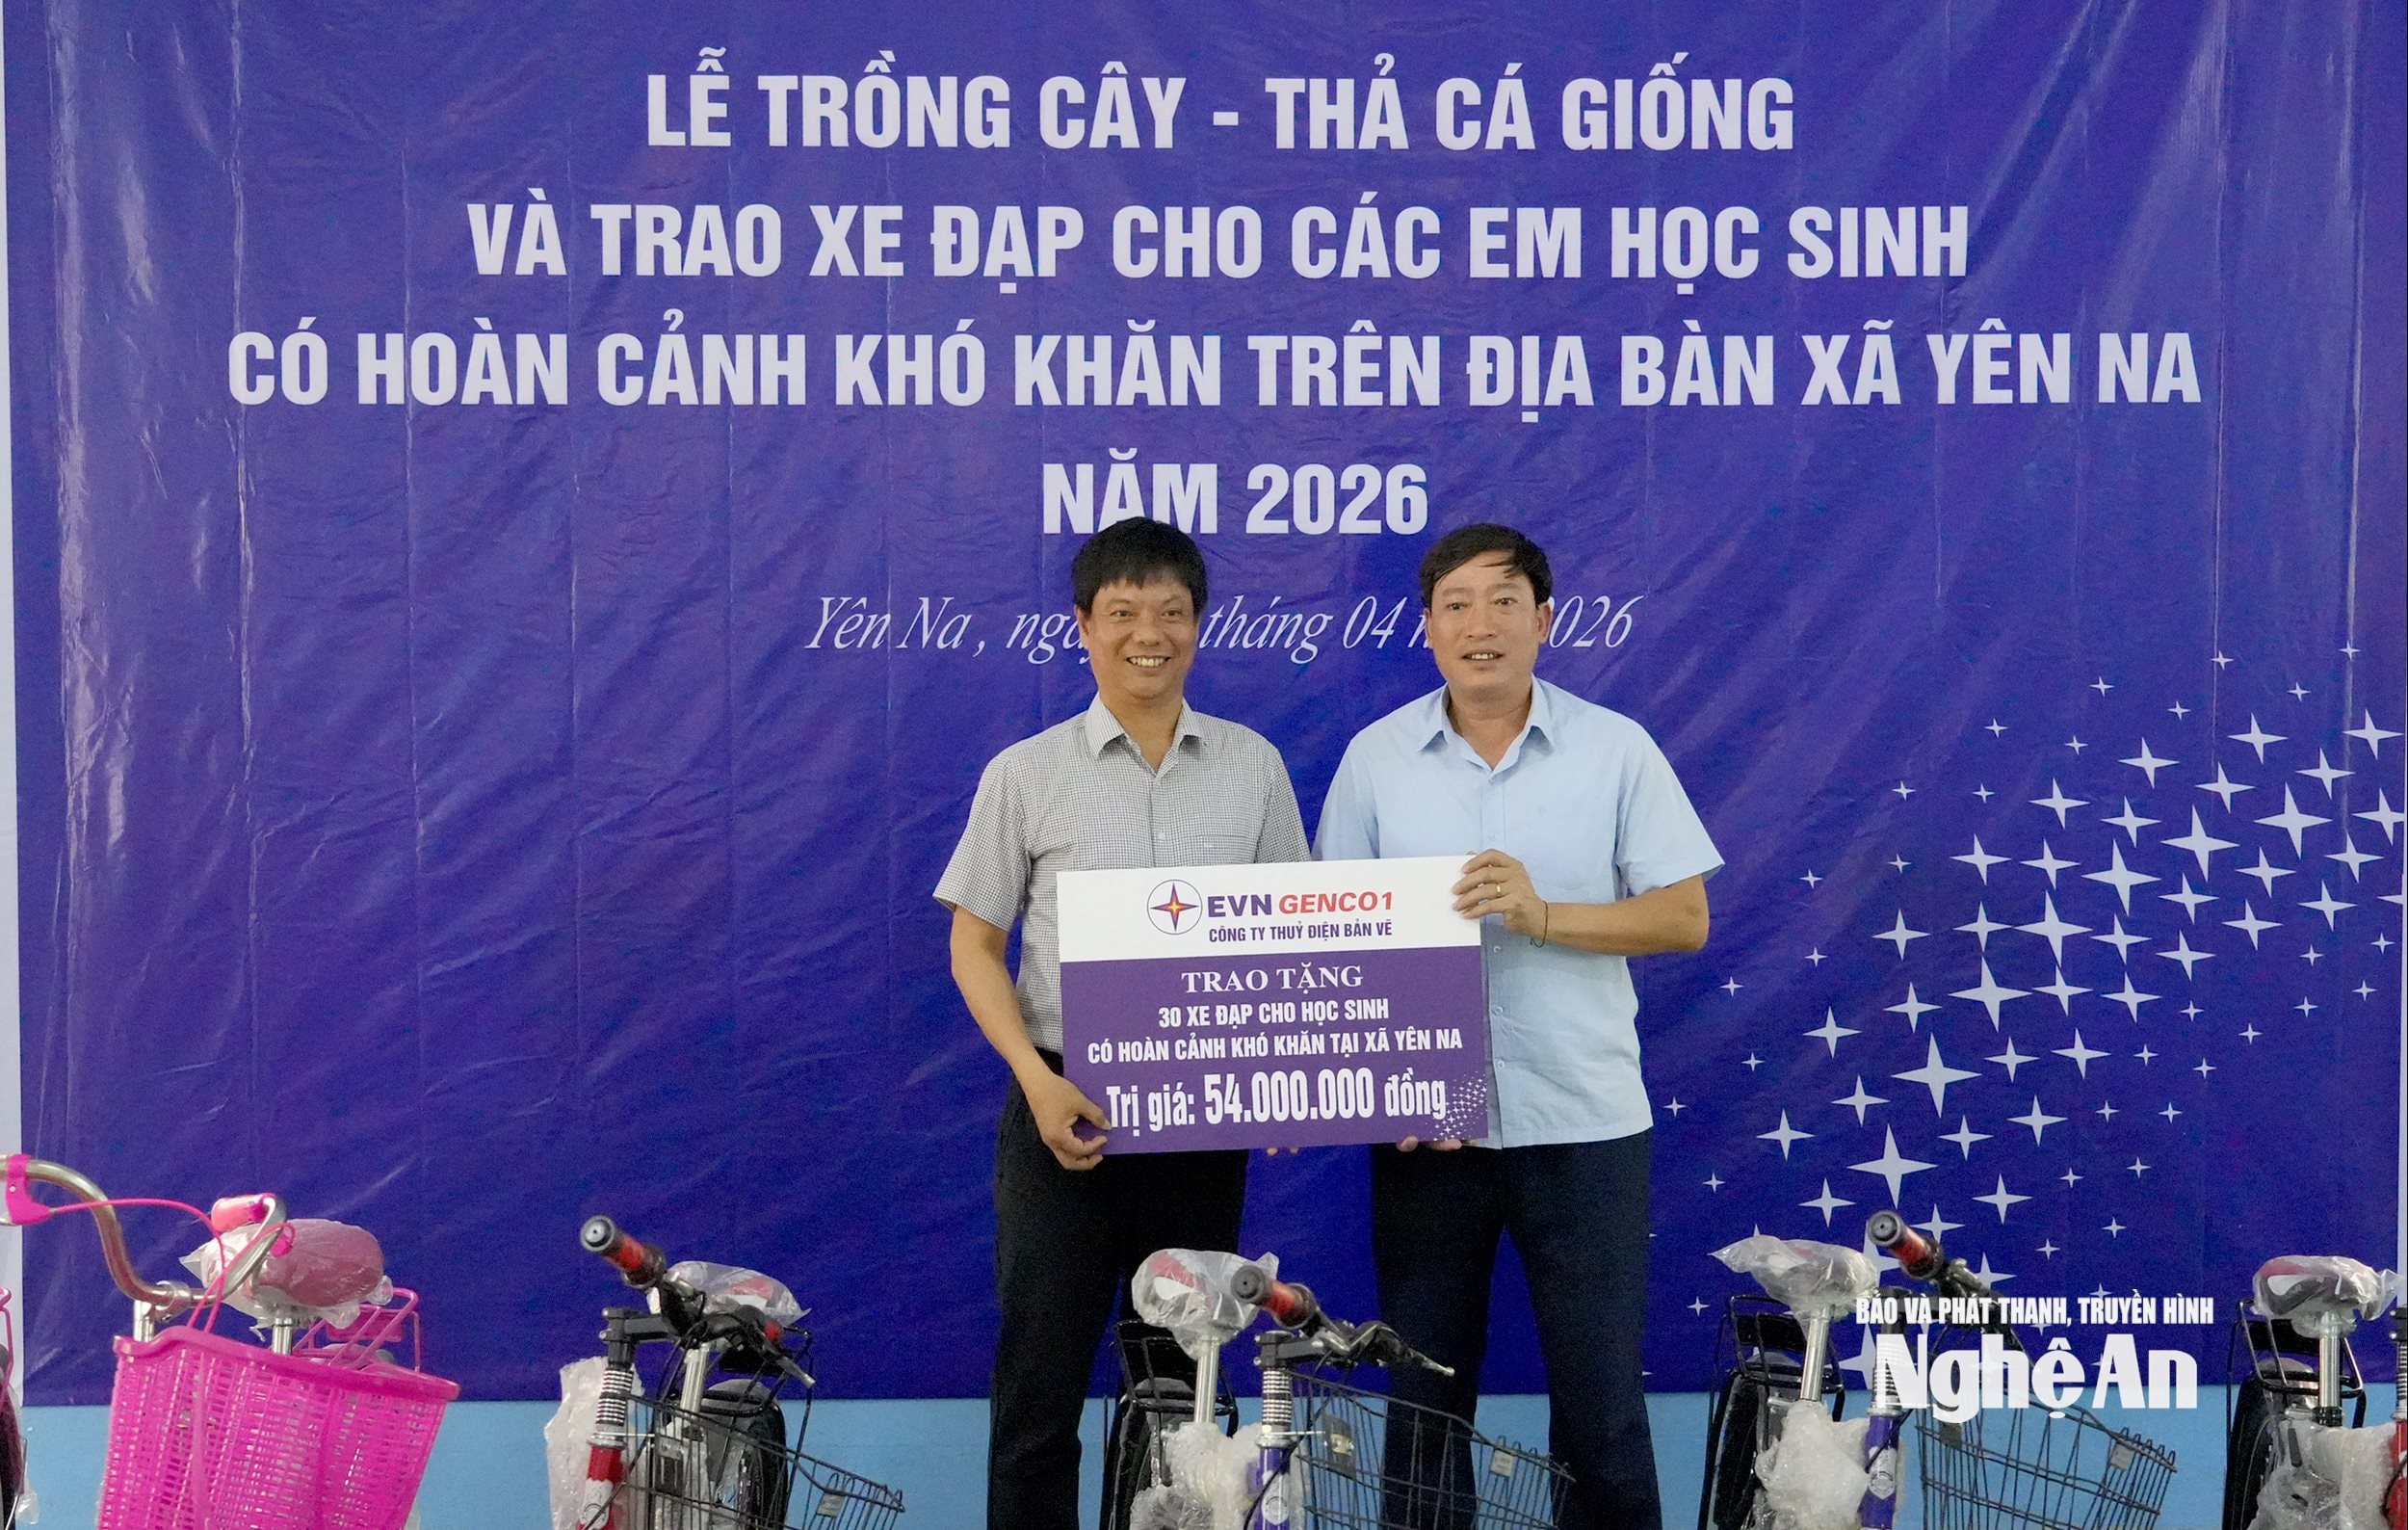 LỄ TRỒNG CÂY - THẢ CÁ GIỐNG
VÀ TRAO XE ĐẠP CHO CÁC EM HỌC SINH
CÓ HOÀN CẢNH KHÓ KHĂN TRÊN ĐỊA BÀN XÃ YÊN NA
NĂM 2026
Yên Na, tháng 04 2026
EVN GENCO1
CÔNG TY THUỶ ĐIỆN BẢN VẼ
TRAO TẶNG
30 XE ĐẠP CHO HỌC SINH
CÓ HOÀN CẢNH KHÓ KHĂN TẠI XÃ YÊN NA
Trị giá: 54.000.000 đồng
BÁO VÀ PHÁT THANH, TRUYỀN HÌNH
Nghệ An